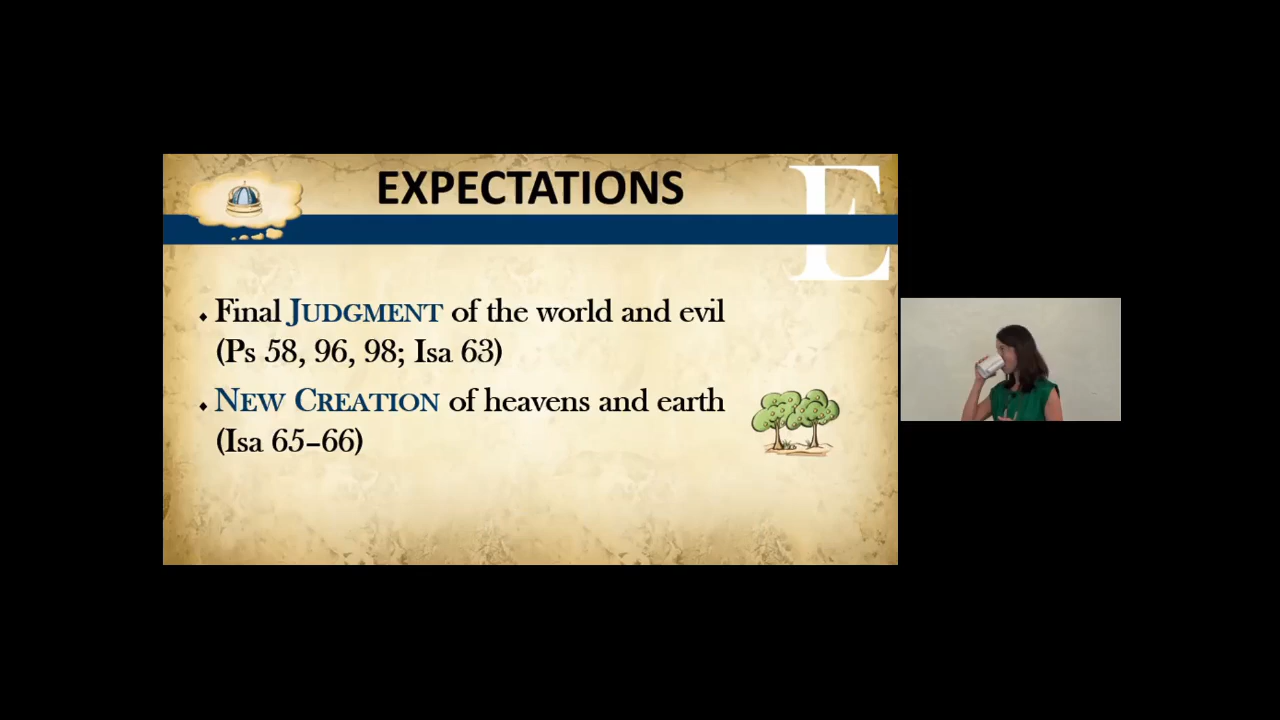 EXPECTATIONS
E
⬩ Final JUDGMENT of the world and evil
(Ps 58, 96, 98; Isa 63)
⬩ NEW CREATION of heavens and earth
(Isa 65–66)